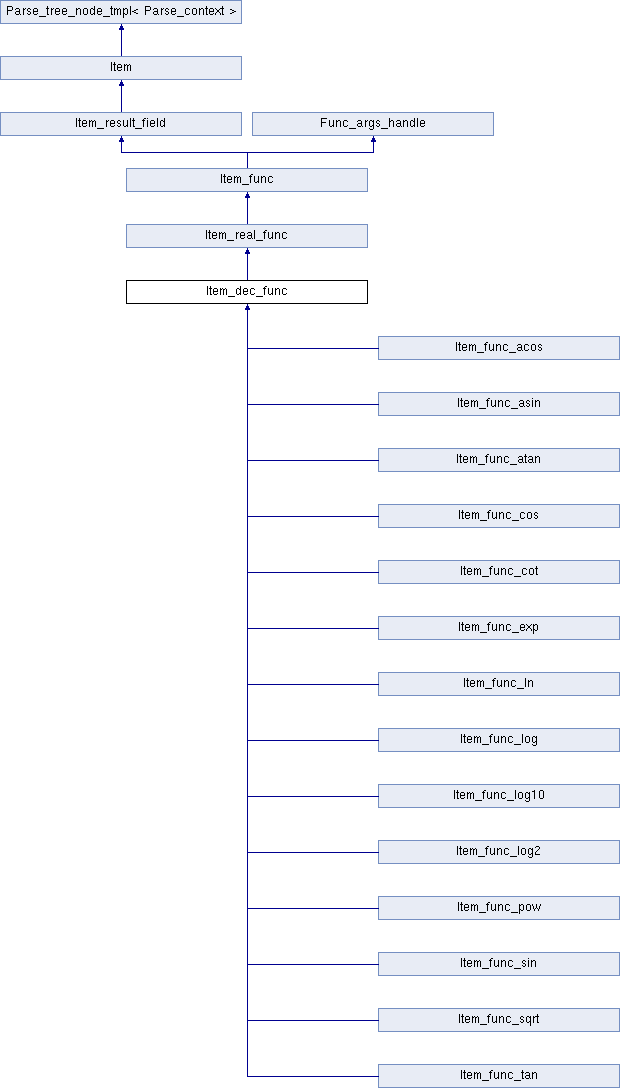 Parse_tree_node_tmpl< Parse_context >
Item
Item_result_field
Func_args_handle
Item_func
Item_real_func
Item_dec_func
Item_func_acos
Item_func_asin
Item_func_atan
Item_func_cos
Item_func_cot
Item_func_exp
Item_func_ln
Item_func_log
Item_func_log10
Item_func_log2
Item_func_pow
Item_func_sin
Item_func_sqrt
Item_func_tan